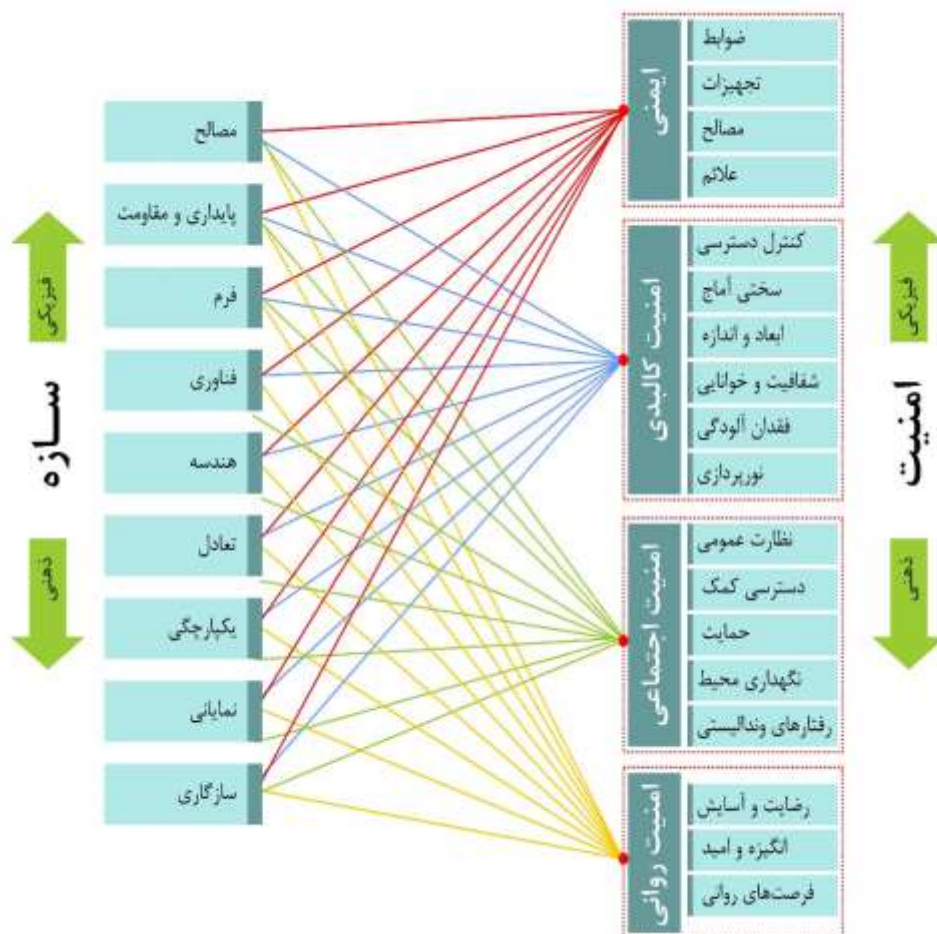 امنیت
فیزیکی
ذهنی
ایمنی
ضوابط
تجهیزات
مصالح
علائم
امنیت کالبدی
کنترل دسترسی
سختی آماج
ابعاد و اندازه
شفافیت و خوانایی
فقدان آلودگی
نورپردازی
امنیت اجتماعی
نظارت عمومی
دسترسی کمک
حمایت
نگهداری محیط
رفتارهای وندالیستی
امنیت روانی
رضایت و آسایش
انگیزه و امید
فرصت‌های روانی
مصالح
پایداری و مقاومت
فرم
فناوری
هندسه
تعادل
یکپارچگی
نمایانی
سازگاری
سازه
فیزیکی
ذهنی